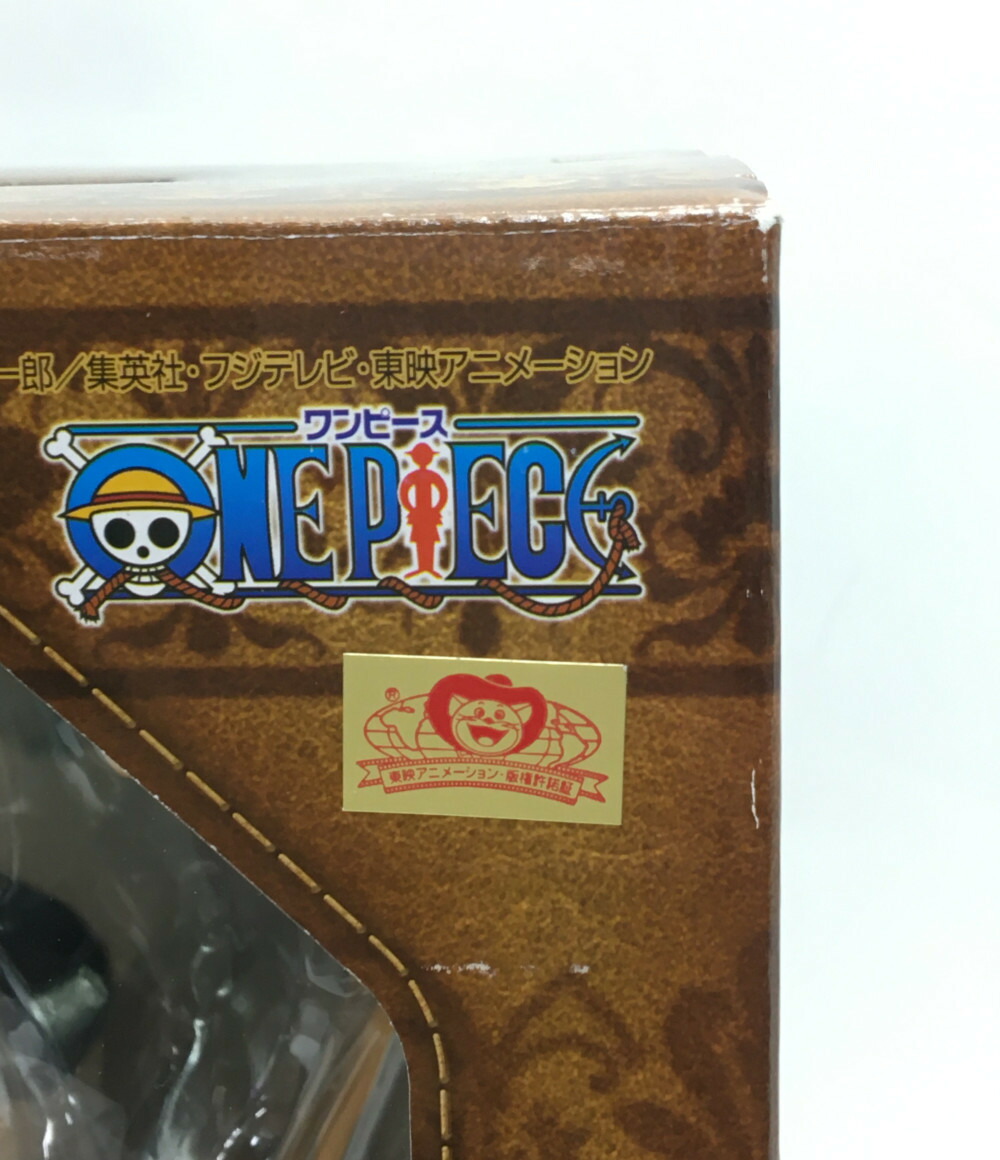 一郎／集英社・フジテレビ・東映アニメーション
ワンピース
ONE PIECE
®
東映アニメーション・版権許諾証